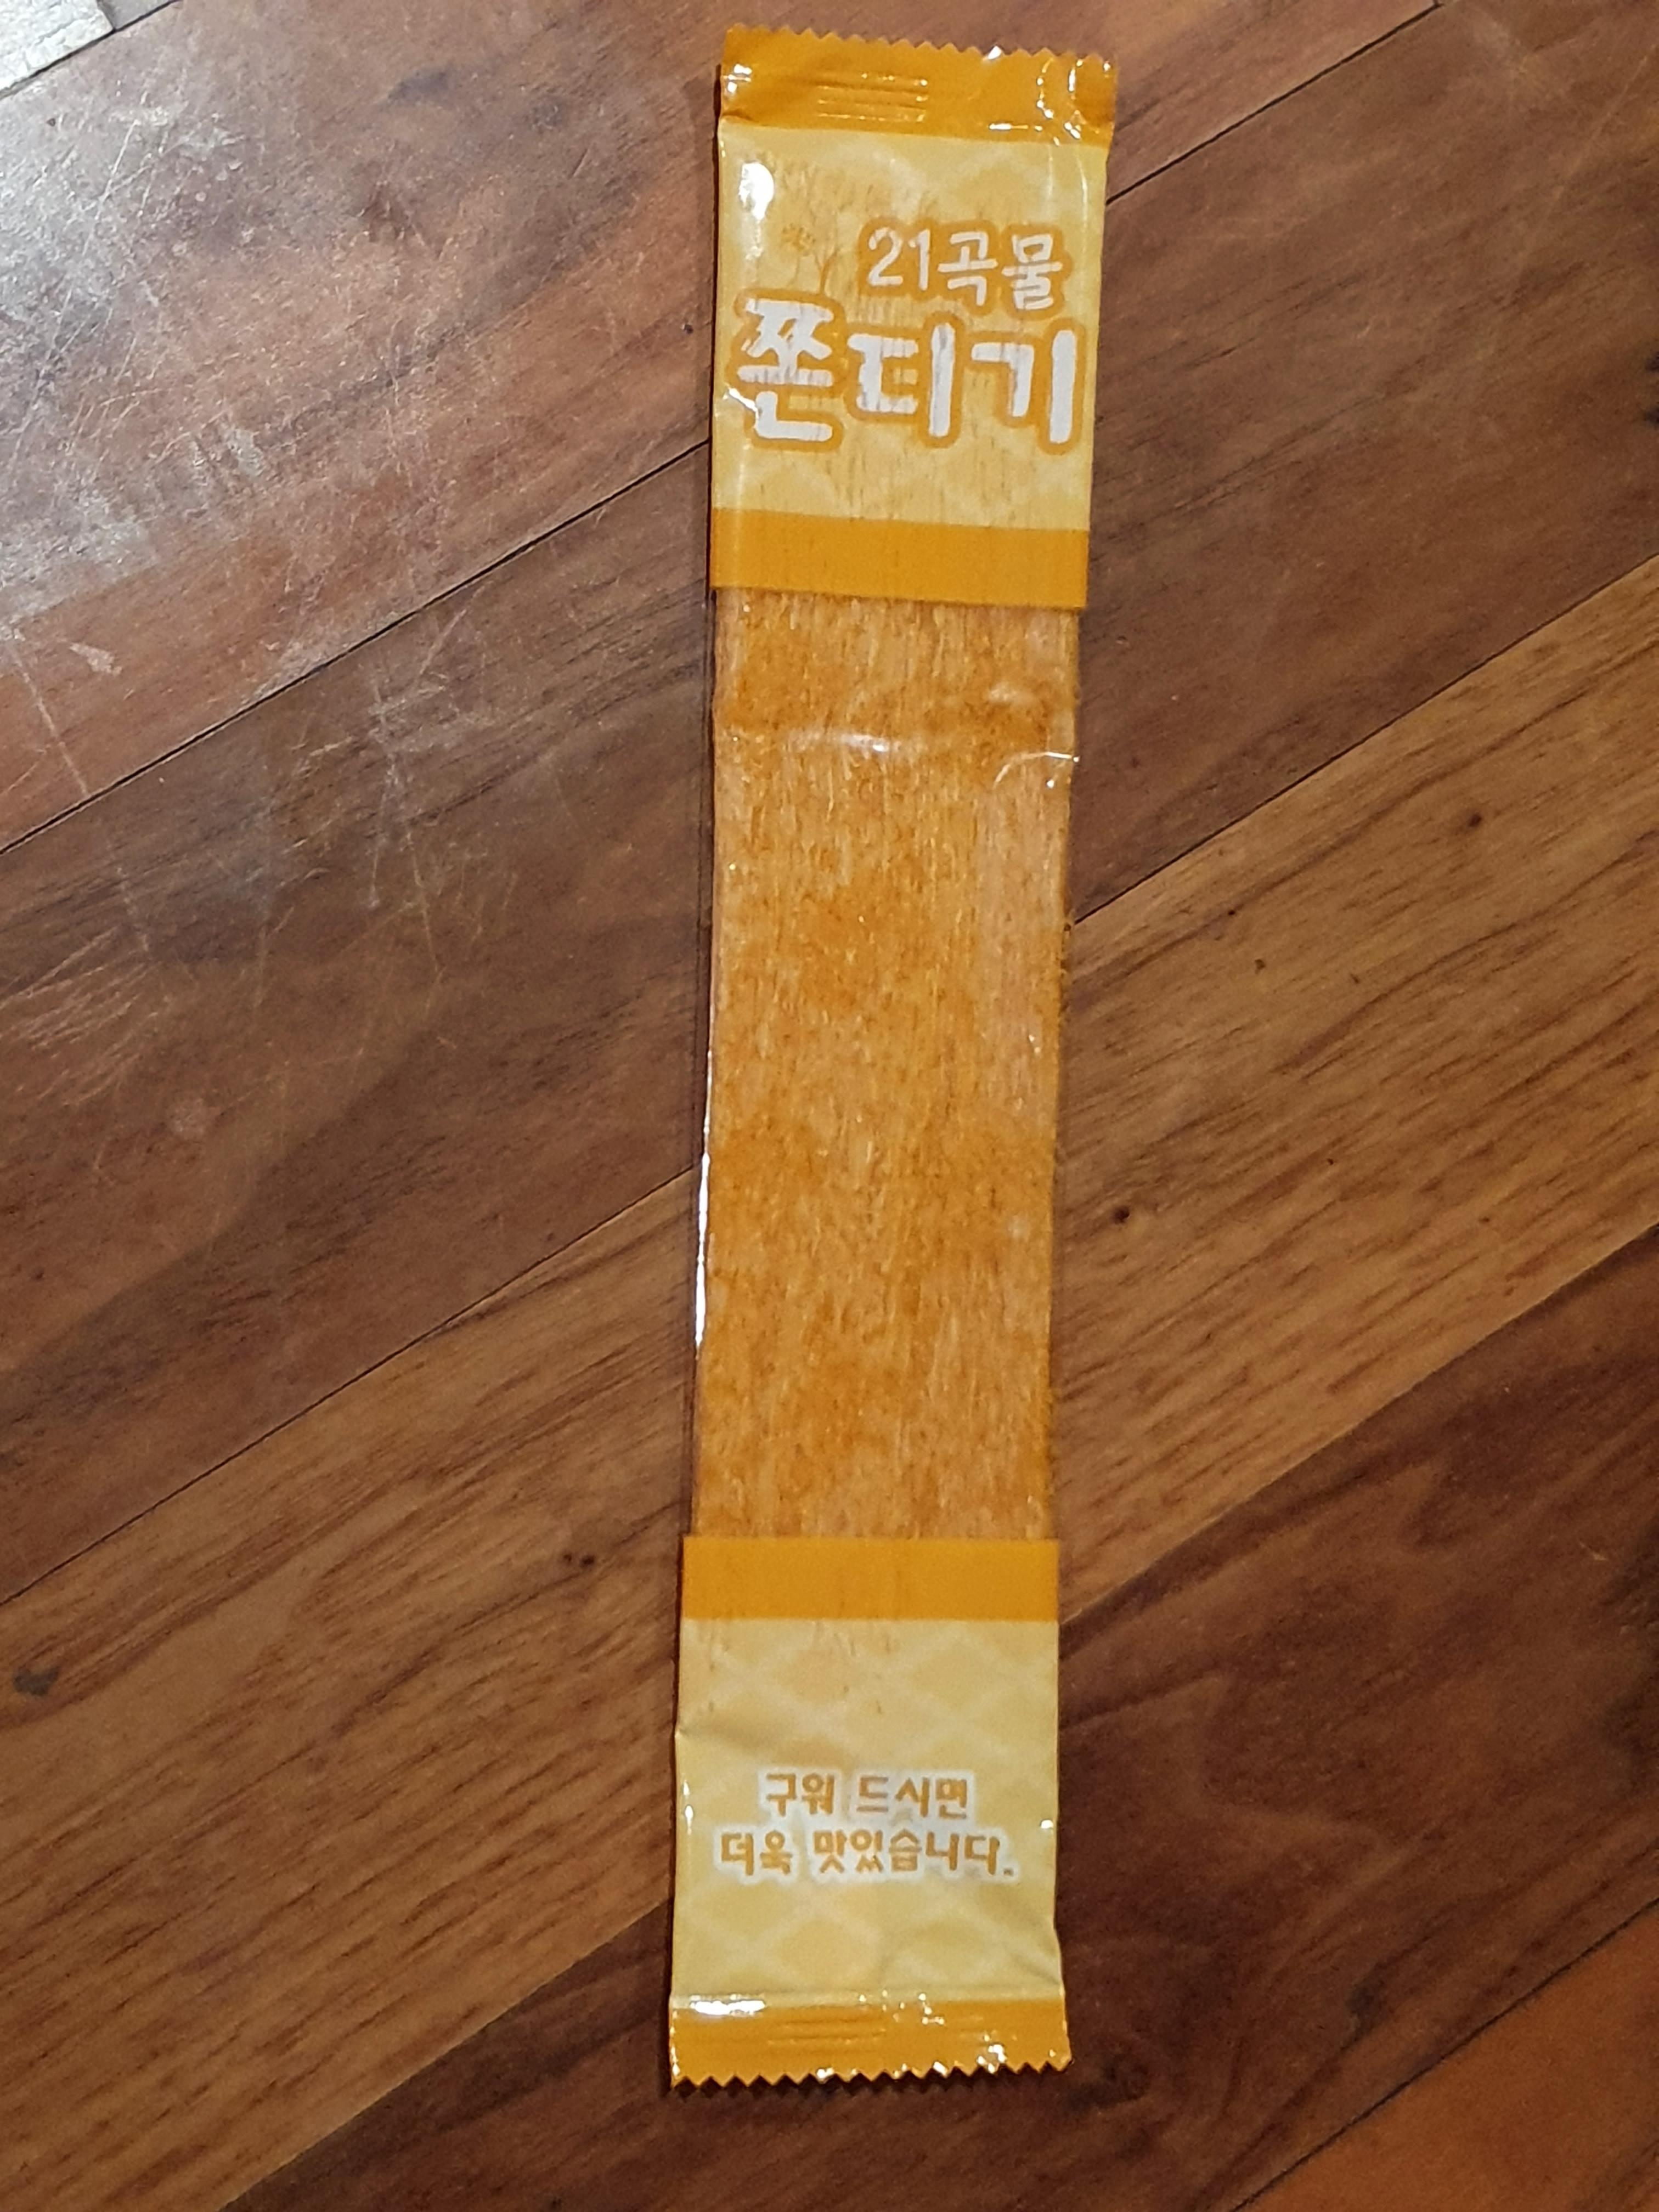 21곡물
쫀디기
구워 드시면
더욱 맛있습니다.